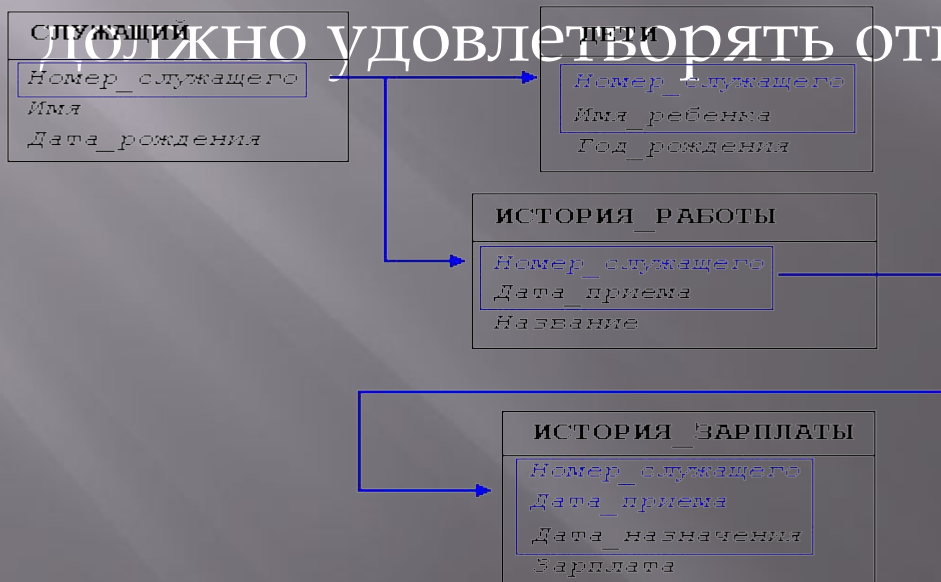 должно удовлетворять
СЛУЖАЩИЙ
Номер_служащего
Имя
Дата_рождения
ДЕТИ
Номер_служащего
Имя_ребенка
Год_рождения
ИСТОРИЯ_РАБОТЫ
Номер_служащего
Дата_приема
Название
ИСТОРИЯ_ЗАРПЛАТЫ
Номер_служащего
Дата_приема
Дата_назначения
Зарплата